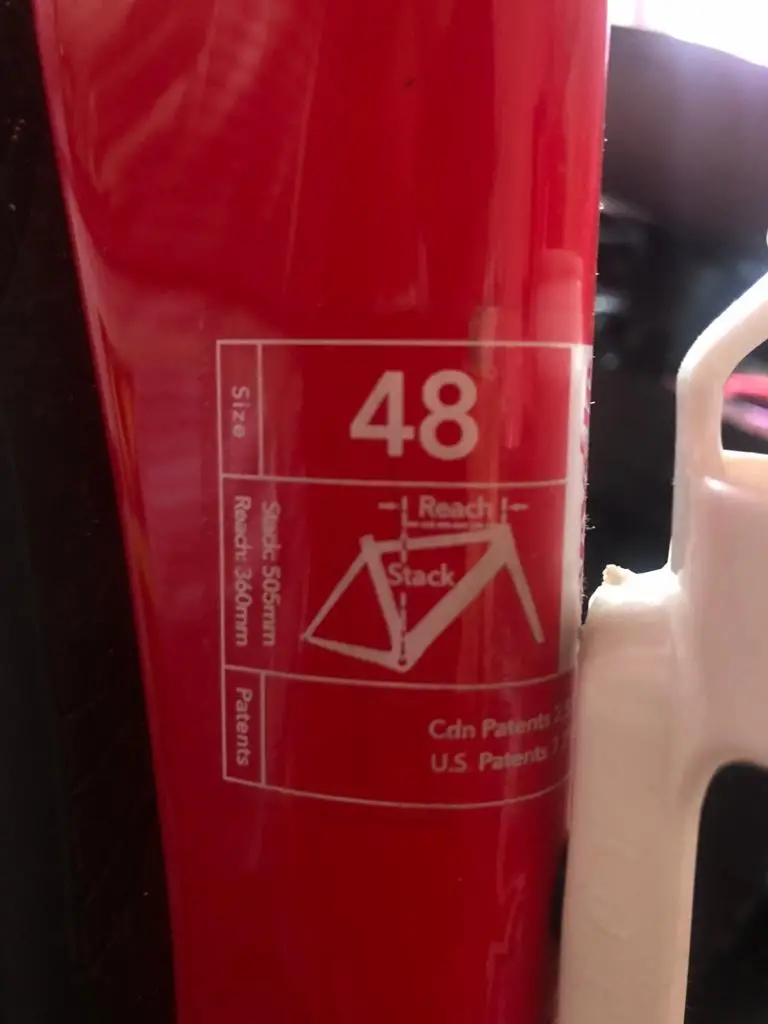 Size
48
Reach
Stack
Stack: 505mm
Reach: 360mm
Patents
Cdn Patents
U.S. Patents